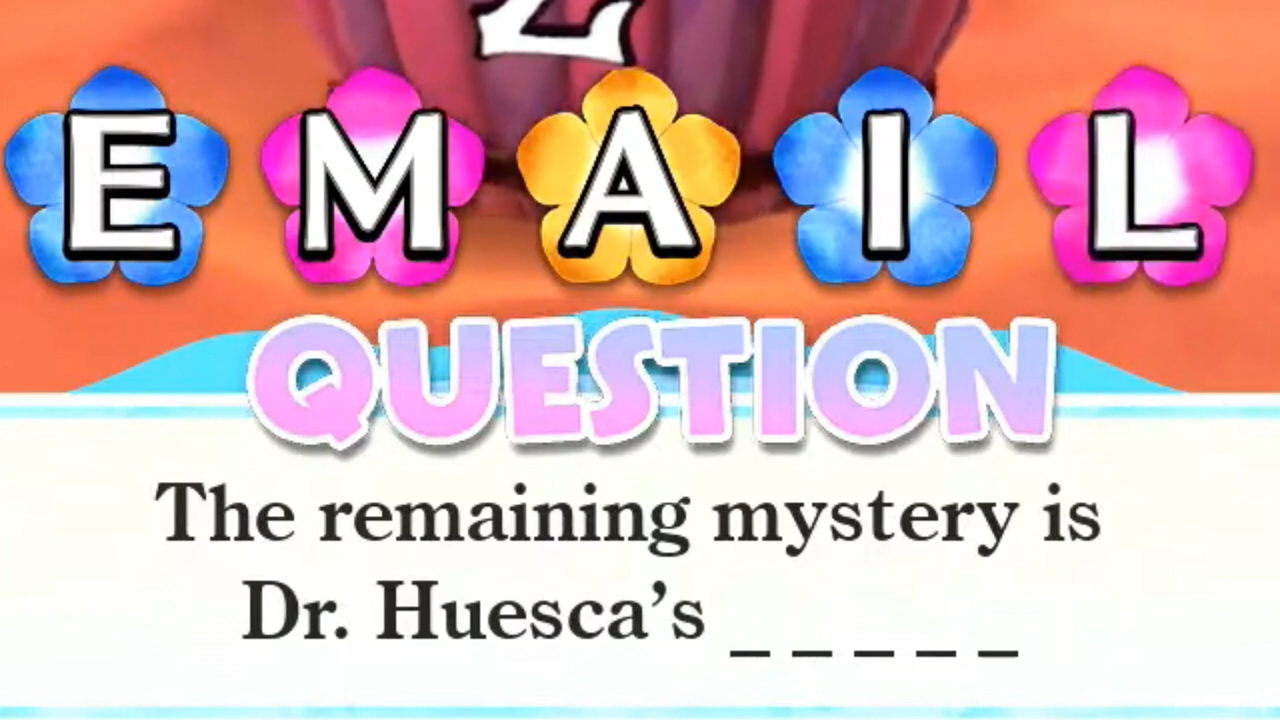 E M A I L
QUESTION
The remaining mystery is
Dr. Huesca's _ _ _ _ _